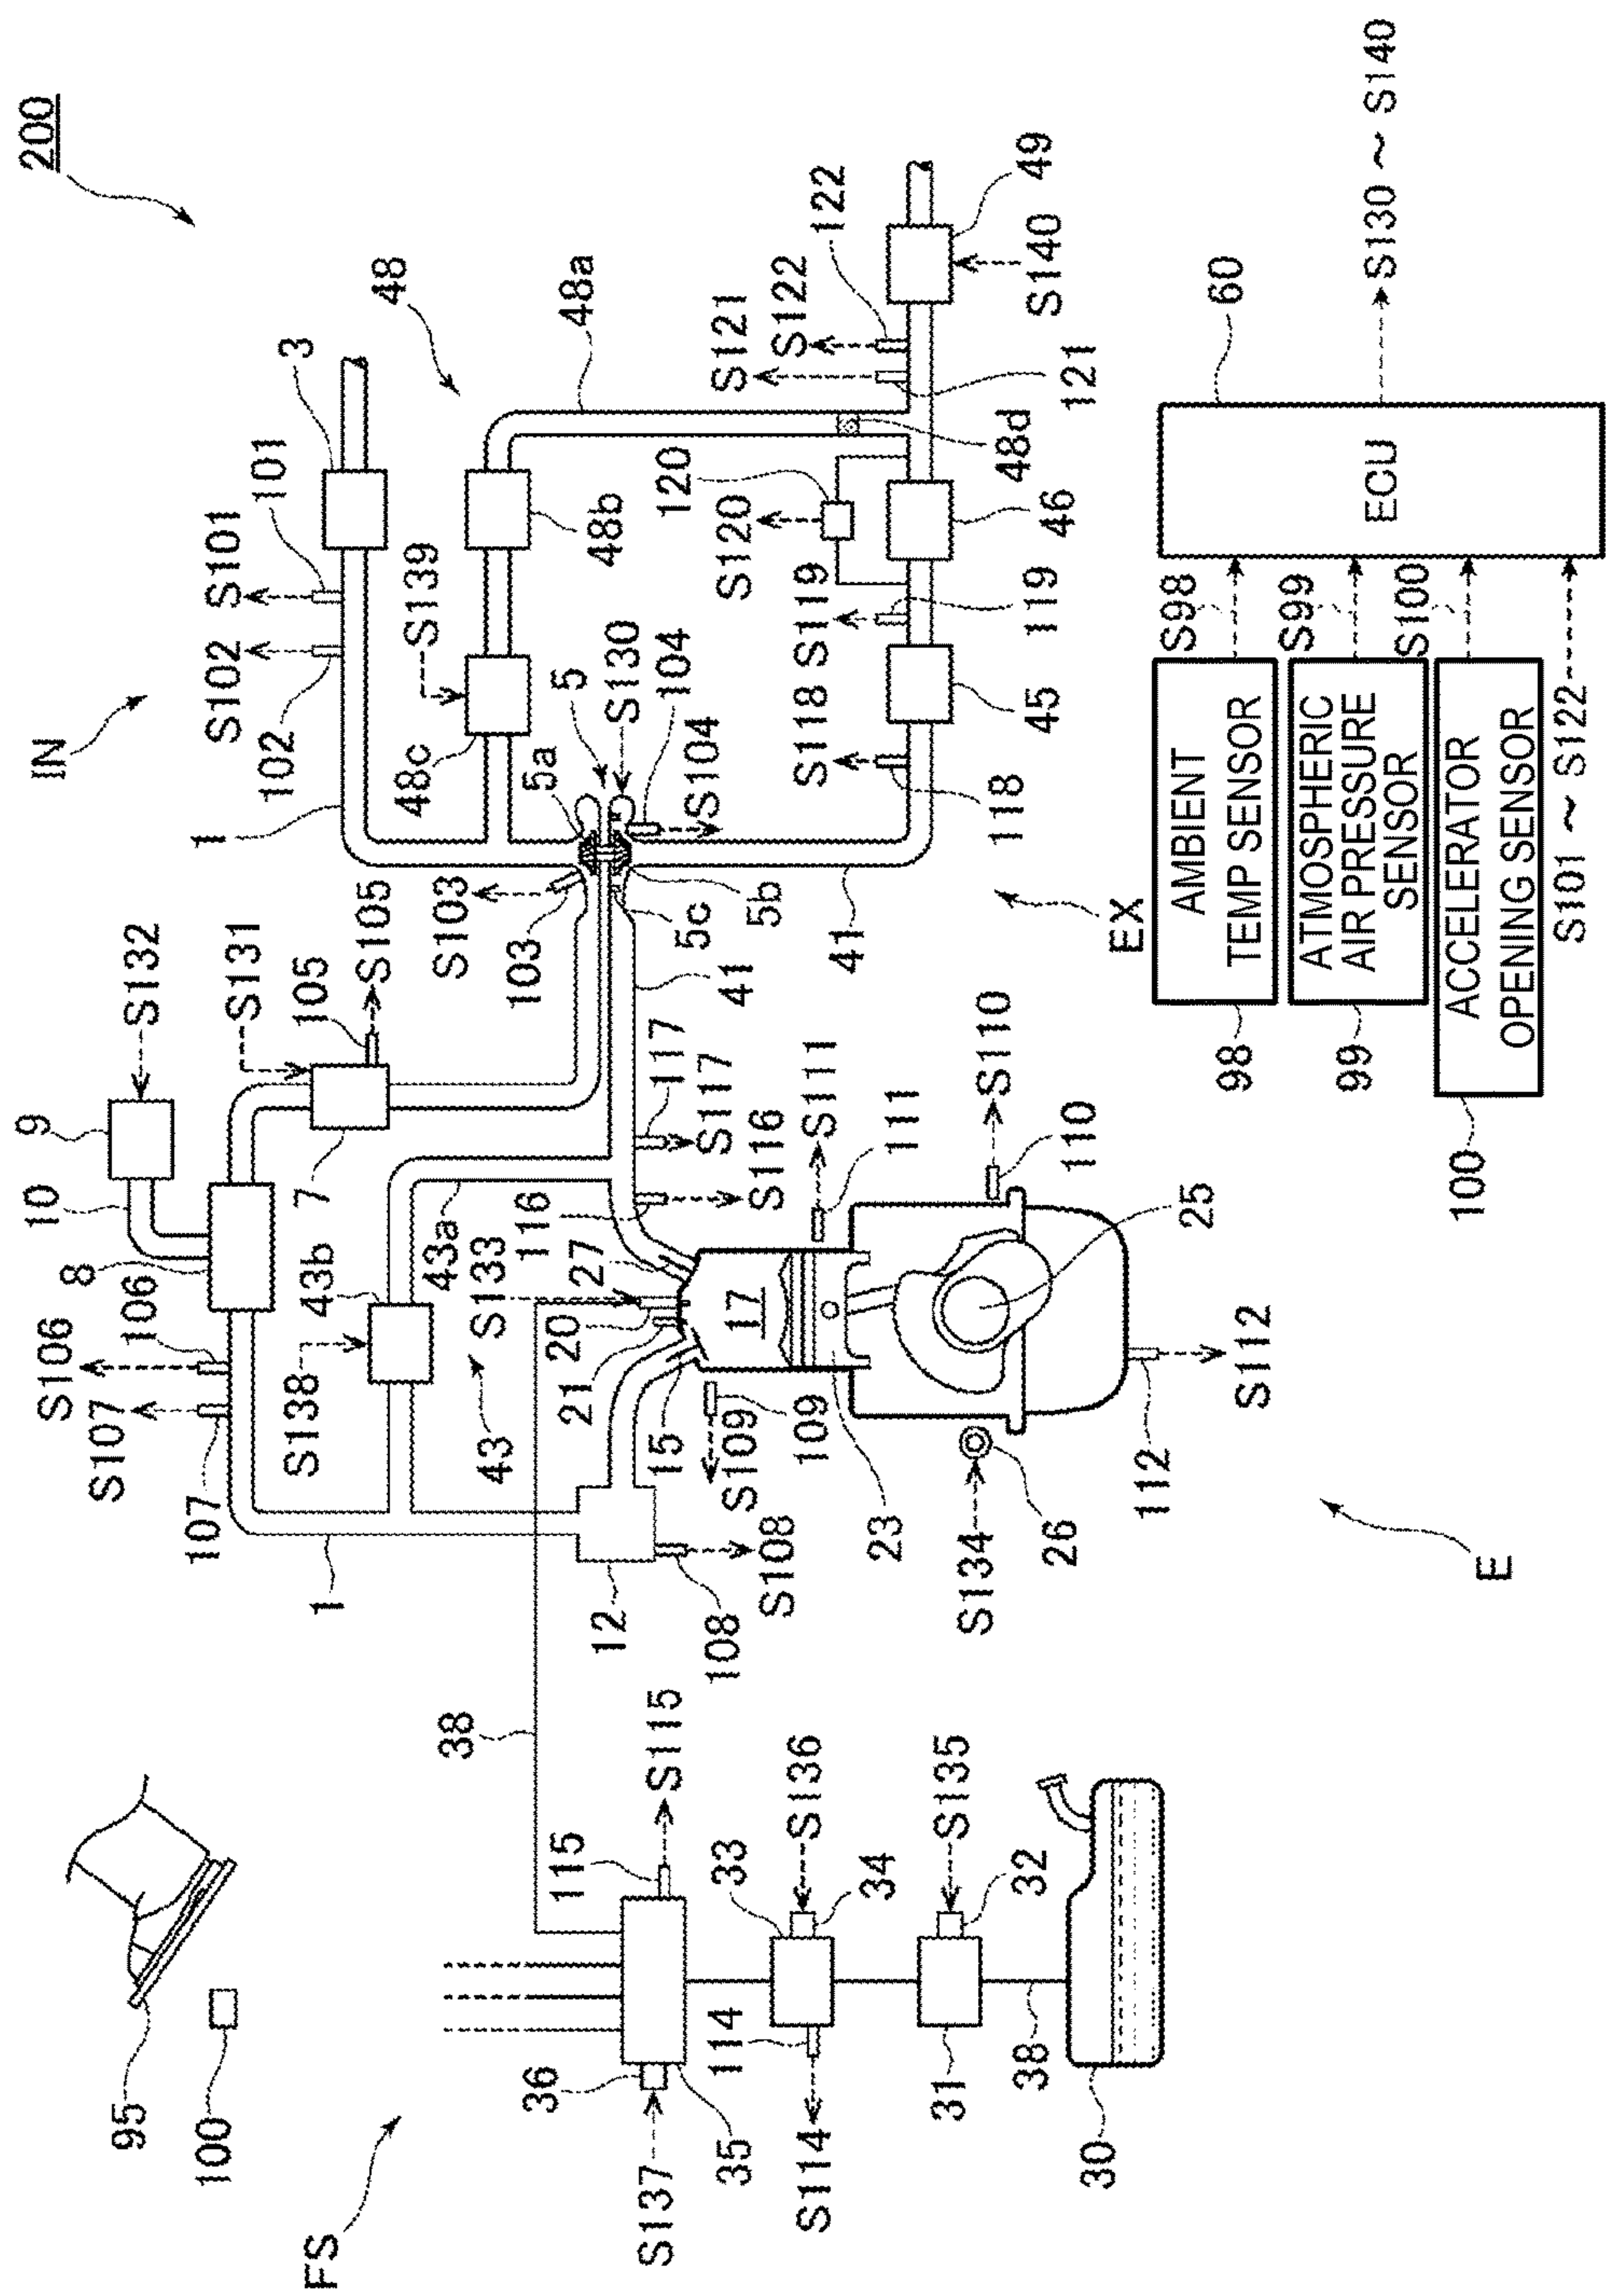 200
IN
3
101
S101
102
S102
1
48
48a
48b
S139
48c
48d
5
5a
S130
104
S104
5b
5c
103
S103
41
41
EX
122
S122
S121
121
49
S140
120
S120
46
S119
119
45
S118
118
S132
9
10
8
S131
105
S105
7
106
S106
107
S107
1
43b
43a
S138
43
S133
117
S117
116
S116
27
20
21
15
17
109
S109
111
S111
110
S110
25
23
S134
26
112
S112
E
12
108
S108
38
95
100
FS
115
S115
36
S137
35
33
34
S136
114
S114
32
S135
31
38
30
60
ECU
S130 ~ S140
S98
S99
S100
S101 ~ S122
AMBIENT
TEMP SENSOR
98
ATMOSPHERIC
AIR PRESSURE
SENSOR
99
ACCELERATOR
OPENING SENSOR
100